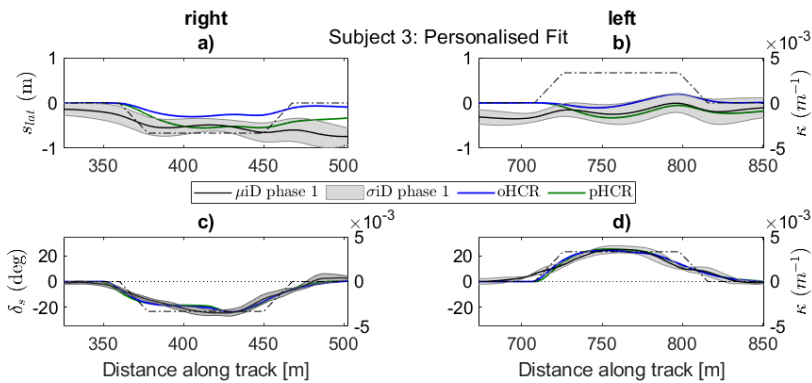 right
left
Subject 3: Personalised Fit
a)
b)
×10⁻³
1
0
-1
s_lat (m)
350
400
450
500
1
0
-1
700
750
800
850
5
0
-5
κ (m⁻¹)
μiD phase 1
σiD phase 1
oHCR
pHCR
c)
×10⁻³
d)
×10⁻³
20
0
-20
δ_s (deg)
350
400
450
500
Distance along track [m]
5
0
-5
20
0
-20
700
750
800
850
Distance along track [m]
5
0
-5
κ (m⁻¹)